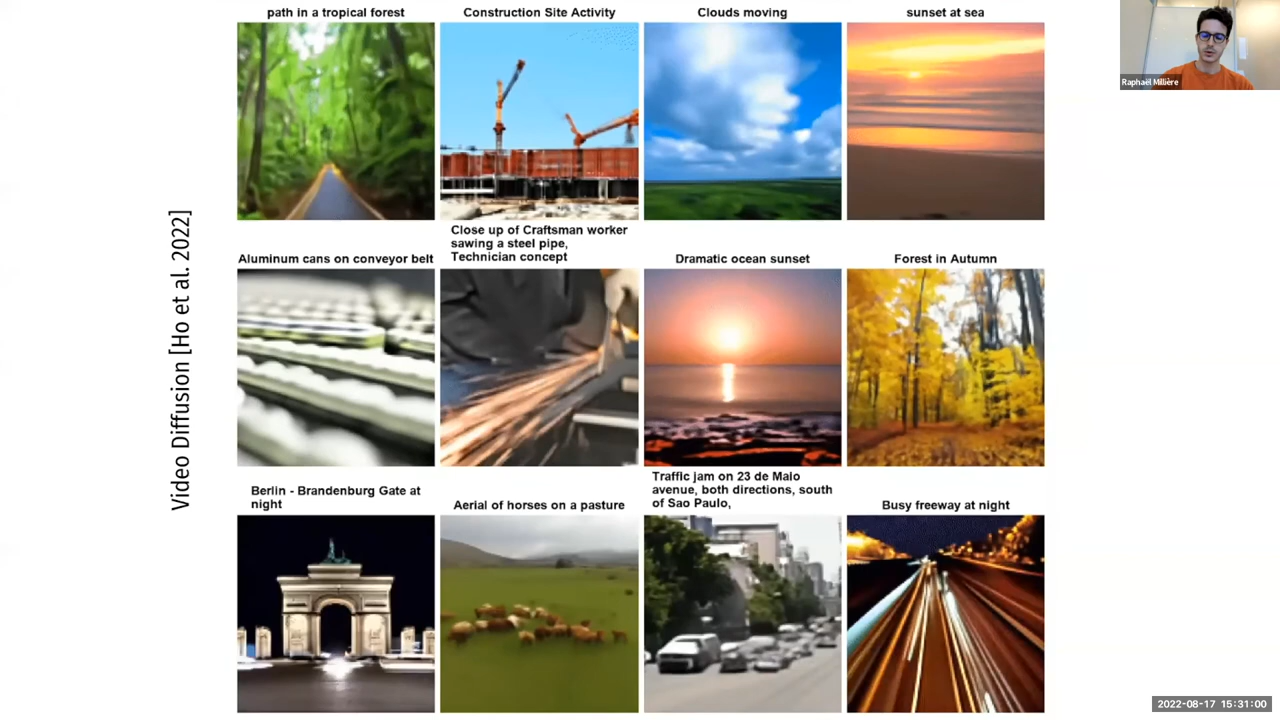 path in a tropical forest
Construction Site Activity
Clouds moving
sunset at sea
Raphaël Millière
Video Diffusion [Ho et al. 2022]
Aluminum cans on conveyor belt
Close up of Craftsman worker
sawing a steel pipe,
Technician concept
Dramatic ocean sunset
Forest in Autumn
Berlin - Brandenburg Gate at
night
Aerial of horses on a pasture
Traffic jam on 23 de Maio
avenue, both directions, south
of Sao Paulo,
Busy freeway at night
2022-08-17 15:31:00